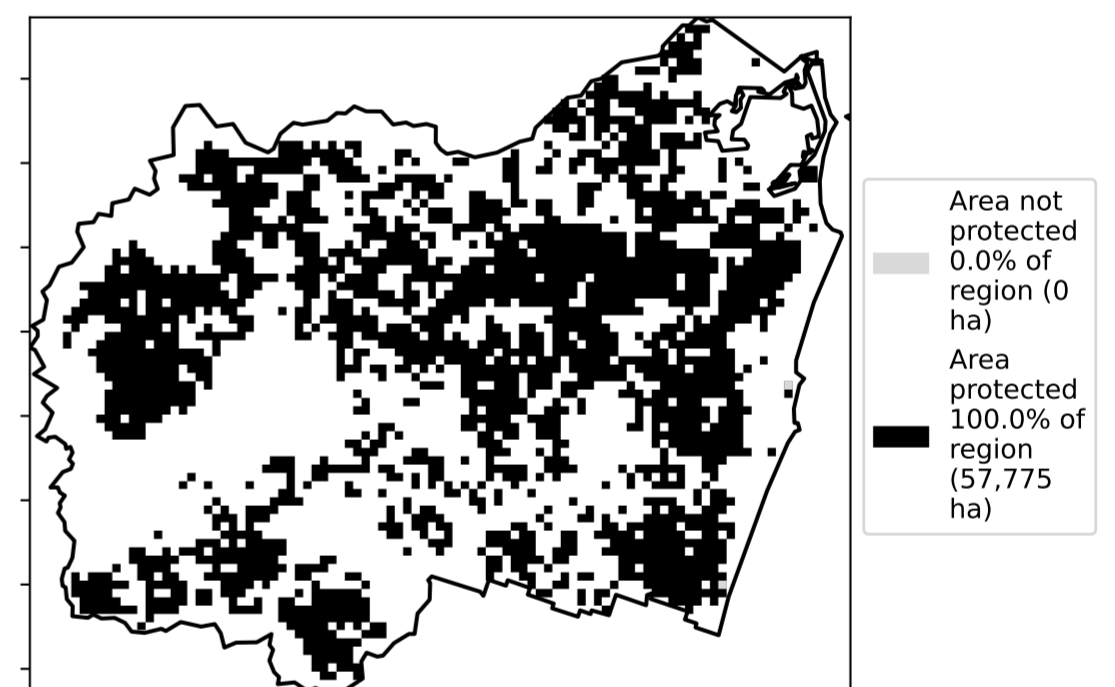 Area not
protected
0.0% of
region (0
ha)
Area
protected
100.0% of
region
(57,775
ha)